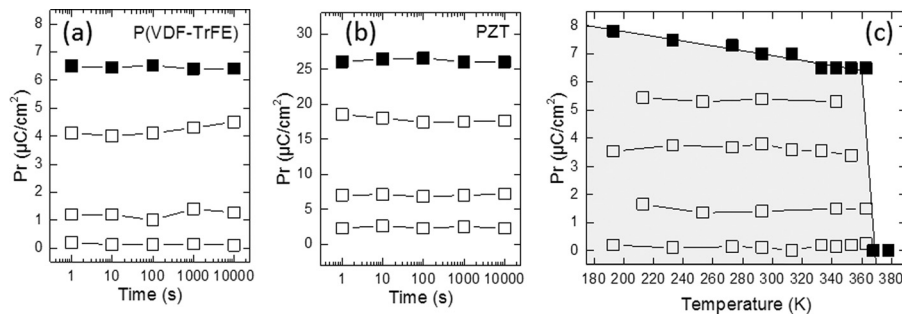 (a) P(VDF-TrFE)
Pr (µC/cm²)
8
7
6
5
4
3
2
1
0
1 10 100 1000 10000
Time (s)
(b) PZT
Pr (µC/cm²)
30
25
20
15
10
5
0
1 10 100 1000 10000
Time (s)
(c)
Pr (µC/cm²)
8
7
6
5
4
3
2
1
0
180 200 220 240 260 280 300 320 340 360 380
Temperature (K)